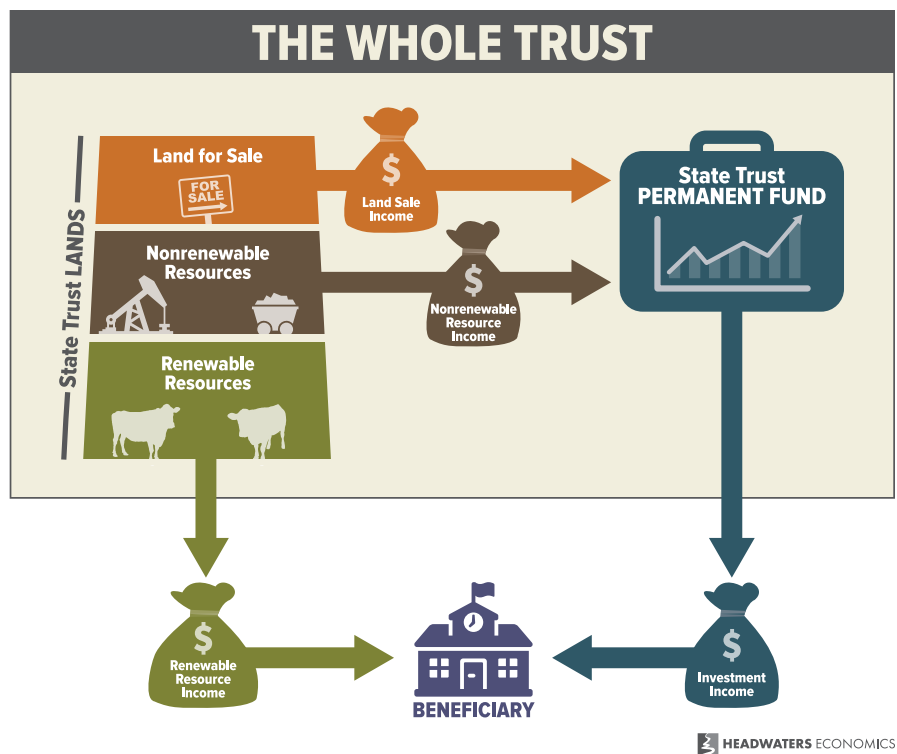 THE WHOLE TRUST
State Trust LANDS
Land for Sale
FOR
SALE
$
Land Sale
Income
Nonrenewable
Resources
$
Nonrenewable
Resource
Income
Renewable
Resources
State Trust
PERMANENT FUND
$
Renewable
Resource
Income
BENEFICIARY
$
Investment
Income
HEADWATERS ECONOMICS